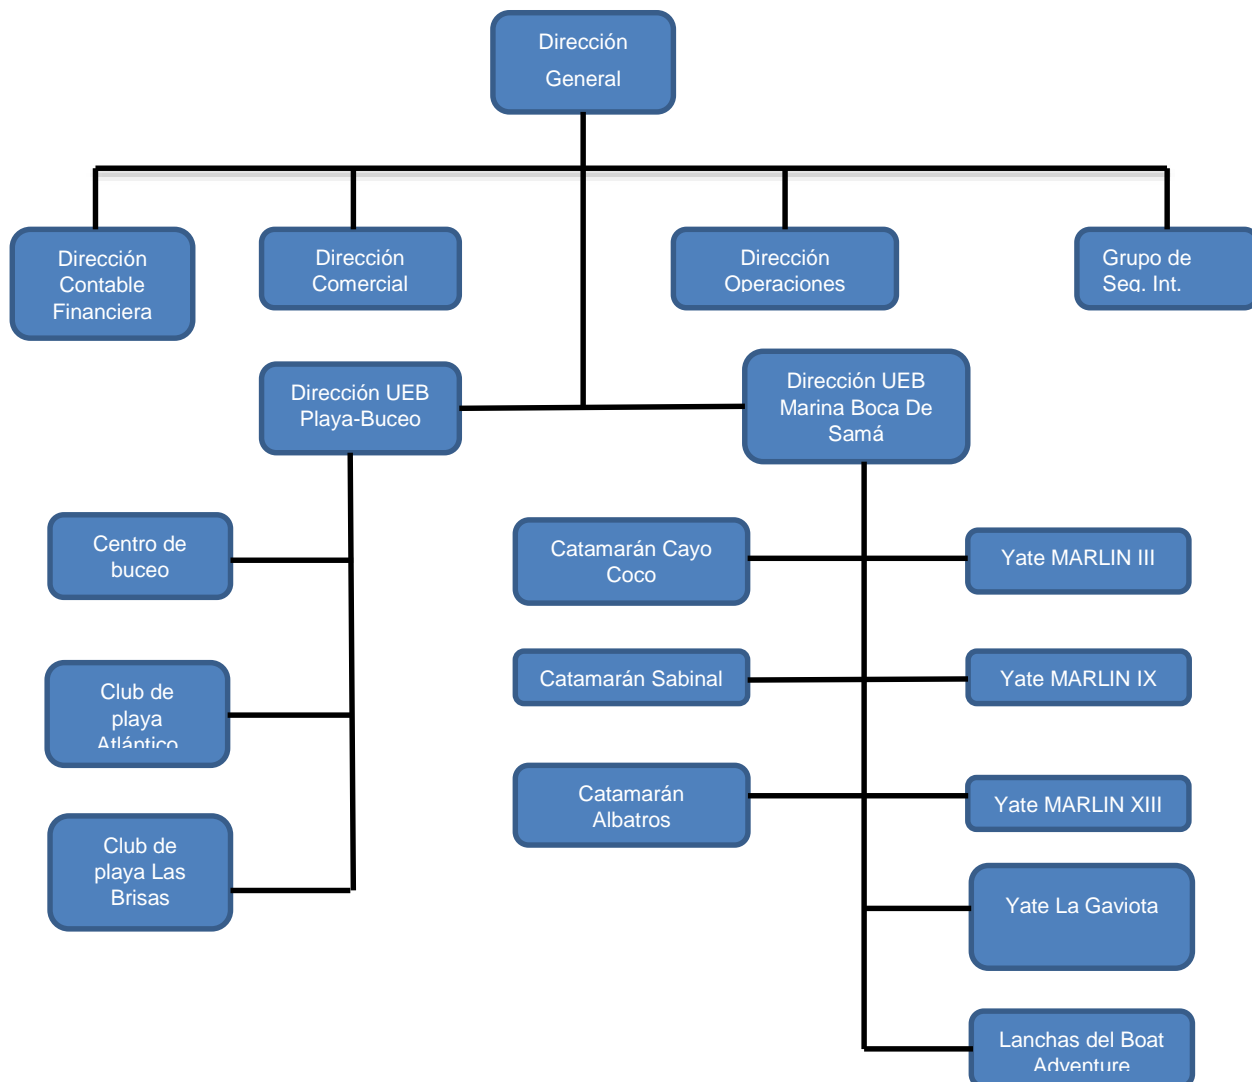 Dirección
General
Dirección
Contable
Financiera
Dirección
Comercial
Dirección
Operaciones
Grupo de
Seg. Int.
Dirección UEB
Playa-Buceo
Dirección UEB
Marina Boca De
Samá
Centro de
buceo
Club de
playa
Atlántico
Club de
playa Las
Brisas
Catamarán Cayo
Coco
Catamarán Sabinal
Catamarán
Albatros
Yate MARLIN III
Yate MARLIN IX
Yate MARLIN XIII
Yate La Gaviota
Lanchas del Boat
Adventure